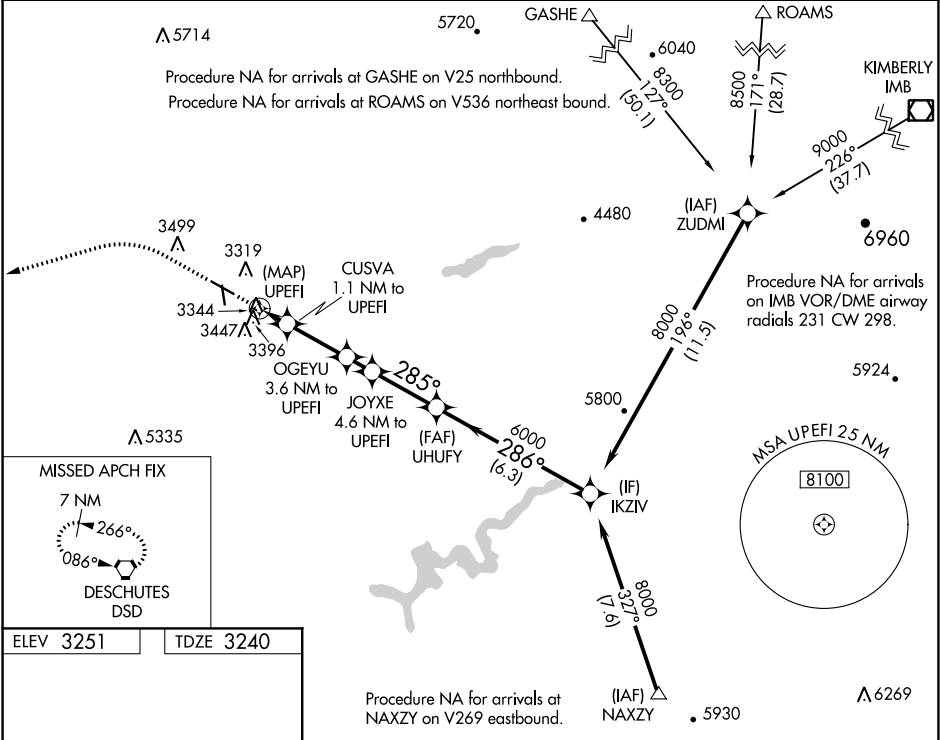 GASHE
ROAMS
5714
5720
6040
KIMBERLY
IMB
Procedure NA for arrivals at GASHE on V25 northbound.
Procedure NA for arrivals at ROAMS on V536 northeast bound.
8300
127°
(50.1)
8500
171°
(28.7)
9000
226°
(37.7)
(IAF)
ZUDMI
4480
6960
3499
3319
(MAP)
UPEFI
CUSVA
1.1 NM to
UPEFI
3344
3447
3396
Procedure NA for arrivals
on IMB VOR/DME airway
radials 231 CW 298.
8000
196°
(11.5)
OGEYU
3.6 NM to
UPEFI
285°
JOYXE
4.6 NM to
UPEFI
(FAF)
UHUFY
5924
5800
5335
6000
286°
(6.3)
(IF)
IKZIV
MSA UPEFI 25 NM
8100
MISSED APCH FIX
7 NM
266°
086°
DESCHUTES
DSD
8000
327°
(7.6)
ELEV 3251
TDZE 3240
Procedure NA for arrivals at
NAXZY on V269 eastbound.
(IAF)
NAXZY
5930
6269